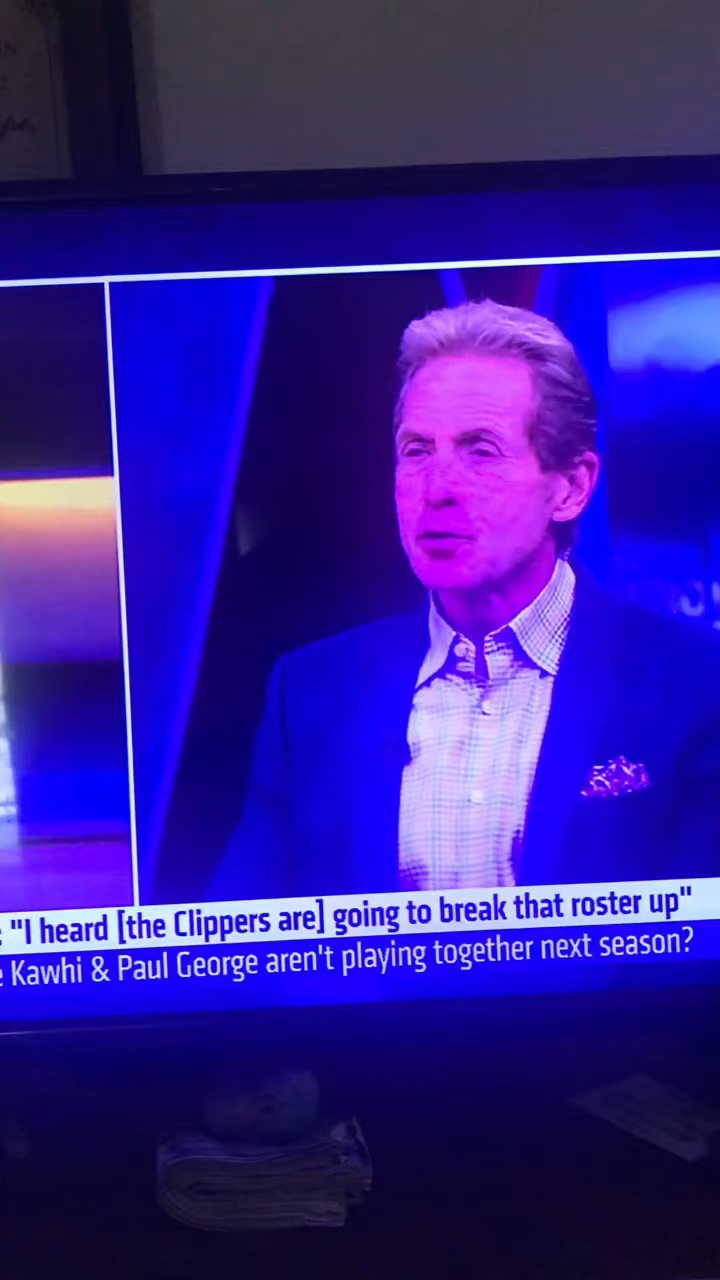 : "I heard [the Clippers are] going to break that roster up"
e Kawhi & Paul George aren't playing together next season?